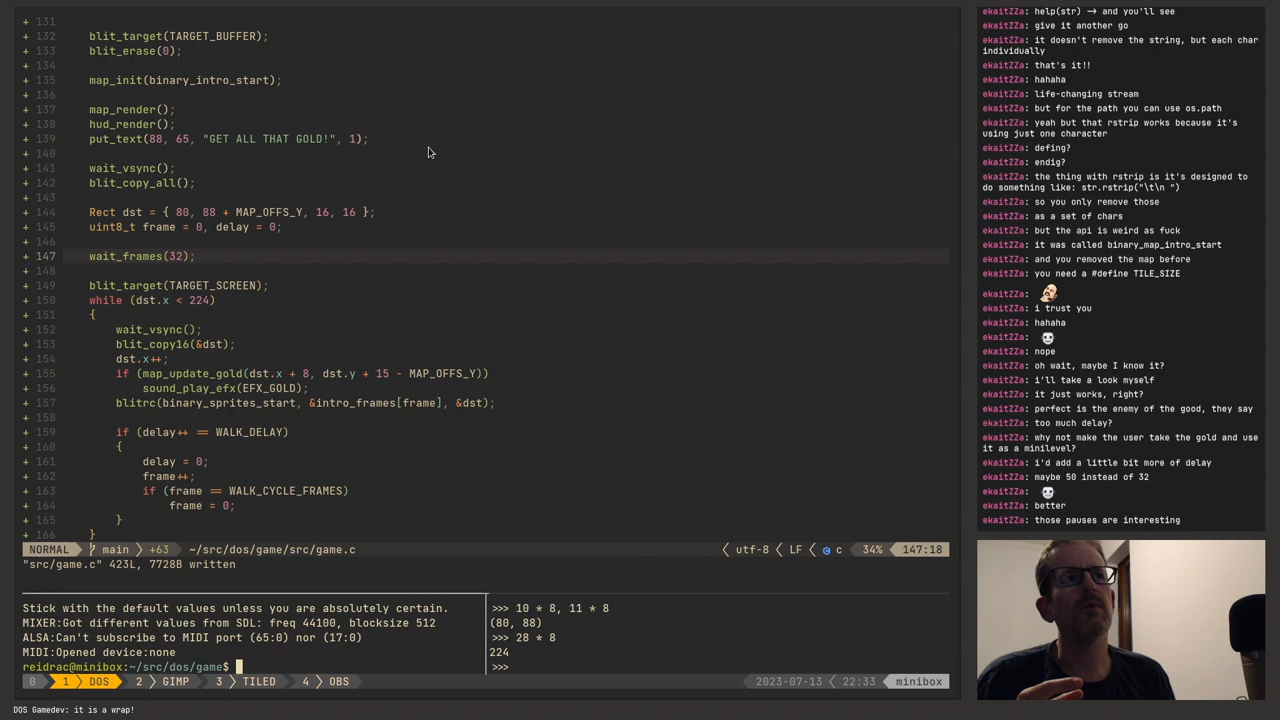 + 131
+ 132     blit_target(TARGET_BUFFER);
+ 133     blit_erase(0);
+ 134
+ 135     map_init(binary_intro_start);
+ 136
+ 137     map_render();
+ 138     hud_render();
+ 139     put_text(88, 65, "GET ALL THAT GOLD!", 1);
+ 140
+ 141     wait_vsync();
+ 142     blit_copy_all();
+ 143
+ 144     Rect dst = { 80, 88 + MAP_OFFS_Y, 16, 16 };
+ 145     uint8_t frame = 0, delay = 0;
+ 146
+ 147     wait_frames(32);
+ 148
+ 149     blit_target(TARGET_SCREEN);
+ 150     while (dst.x < 224)
+ 151     {
+ 152         wait_vsync();
+ 153         blit_copy16(&dst);
+ 154         dst.x++;
+ 155         if (map_update_gold(dst.x + 8, dst.y + 15 - MAP_OFFS_Y))
+ 156             sound_play_efx(EFX_GOLD);
+ 157         blitrc(binary_sprites_start, &intro_frames[frame], &dst);
+ 158
+ 159         if (delay++ == WALK_DELAY)
+ 160         {
+ 161             delay = 0;
+ 162             frame++;
+ 163             if (frame == WALK_CYCLE_FRAMES)
+ 164                 frame = 0;
+ 165         }
+ 166     }
NORMAL main +63 ~/src/dos/game/src/game.c utf-8 LF c 34% 147:18
"src/game.c" 423L, 7728B written
Stick with the default values unless you are absolutely certain.
MIXER:Got different values from SDL: freq 44100, blocksize 512
ALSA:Can't subscribe to MIDI port (65:0) nor (17:0)
MIDI:Opened device:none
reidrac@minibox:~/src/dos/game$
>>> 10 * 8, 11 * 8
(80, 88)
>>> 28 * 8
224
>>>
0 1 DOS 2 GIMP 3 TILED 4 OBS 2023-07-13 22:33 minibox
DOS Gamedev: it is a wrap!
ekaitZZa: help(str) -> and you'll see
ekaitZZa: give it another go
ekaitZZa: it doesn't remove the string, but each char
individually
ekaitZZa: that's it!!
ekaitZZa: hahaha
ekaitZZa: life-changing stream
ekaitZZa: but for the path you can use os.path
ekaitZZa: yeah but that rstrip works because it's
using just one character
ekaitZZa: defing?
ekaitZZa: endig?
ekaitZZa: the thing with rstrip is it's designed to
do something like: str.rstrip("\t\n ")
ekaitZZa: so you only remove those
ekaitZZa: as a set of chars
ekaitZZa: but the api is weird as fuck
ekaitZZa: it was called binary_map_intro_start
ekaitZZa: and you removed the map before
ekaitZZa: you need a #define TILE_SIZE
ekaitZZa:
ekaitZZa: i trust you
ekaitZZa: hahaha
ekaitZZa:
ekaitZZa: nope
ekaitZZa: oh wait, maybe I know it?
ekaitZZa: i'll take a look myself
ekaitZZa: it just works, right?
ekaitZZa: perfect is the enemy of the good, they say
ekaitZZa: too much delay?
ekaitZZa: why not make the user take the gold and use
it as a minilevel?
ekaitZZa: i'd add a little bit more of delay
ekaitZZa: maybe 50 instead of 32
ekaitZZa:
ekaitZZa: better
ekaitZZa: those pauses are interesting